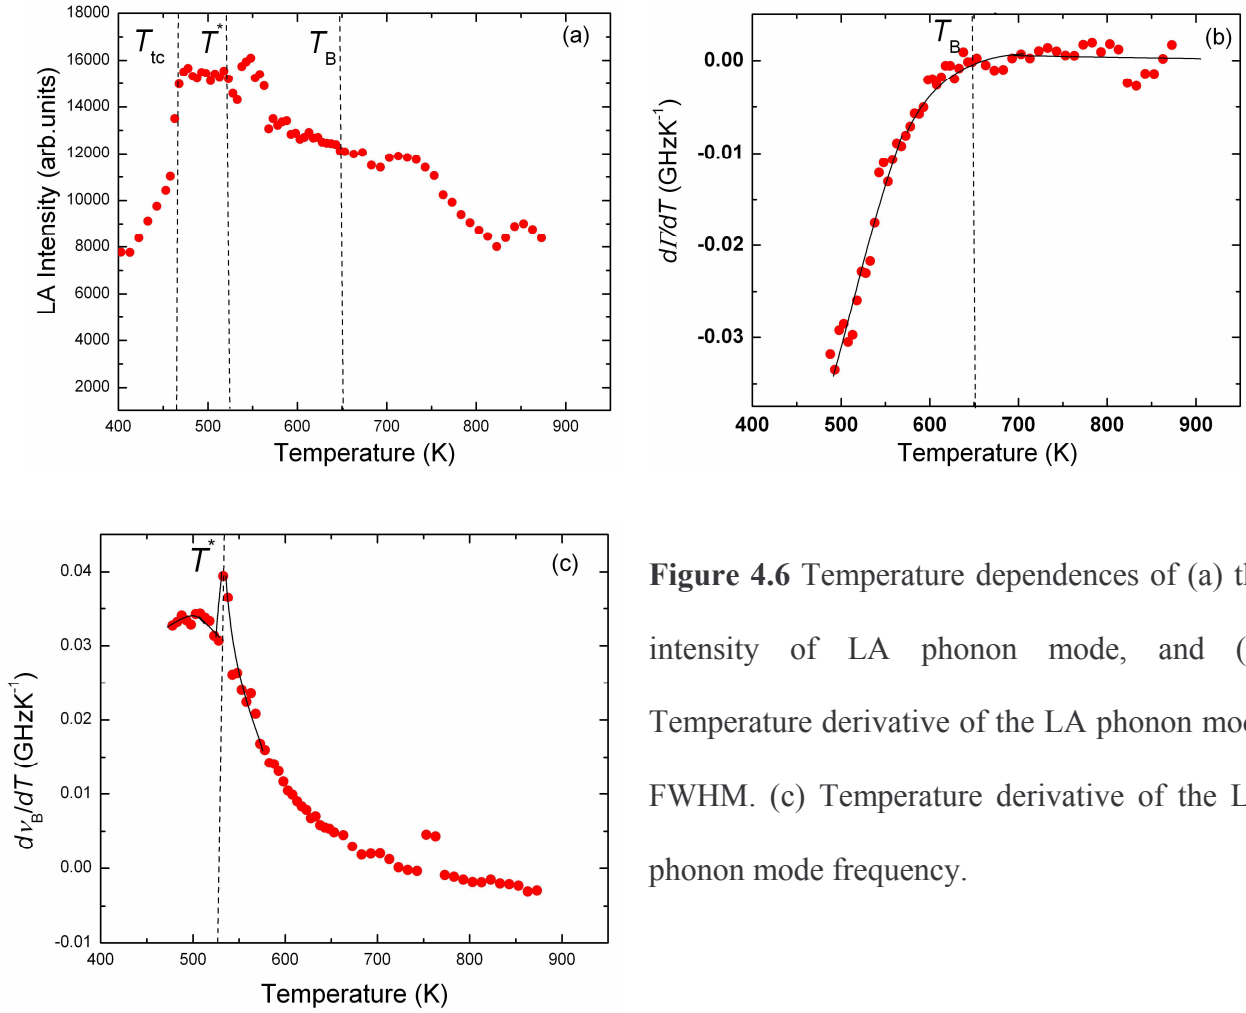 T_tc T* T_B (a)
18000
16000
14000
12000
10000
8000
6000
4000
2000
LA Intensity (arb.units)
400 500 600 700 800 900
Temperature (K)
T_B (b)
0.00
-0.01
-0.02
-0.03
dΓ/dT (GHzK⁻¹)
400 500 600 700 800 900
Temperature (K)
T* (c)
0.04
0.03
0.02
0.01
0.00
-0.01
dν_B/dT (GHzK⁻¹)
400 500 600 700 800 900
Temperature (K)
Figure 4.6 Temperature dependences of (a) th
intensity of LA phonon mode, and (
Temperature derivative of the LA phonon mod
FWHM. (c) Temperature derivative of the L
phonon mode frequency.